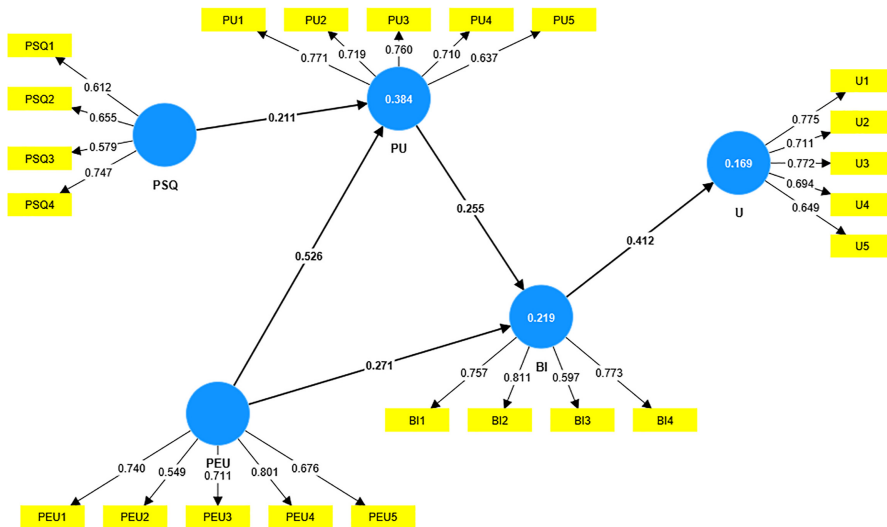 PU1 PU2 PU3 PU4 PU5
0.771 0.719 0.760 0.710 0.637
0.384
PU
PSQ1
PSQ2
PSQ3
PSQ4
0.612
0.655
0.579
0.747
PSQ
0.211
0.526
0.255
0.271
0.412
U1
U2
U3
U4
U5
0.775
0.711
0.772
0.694
0.649
0.169
U
0.219
BI
0.757 0.811 0.597 0.773
BI1 BI2 BI3 BI4
PEU
0.740 0.549 0.711 0.801 0.676
PEU1 PEU2 PEU3 PEU4 PEU5